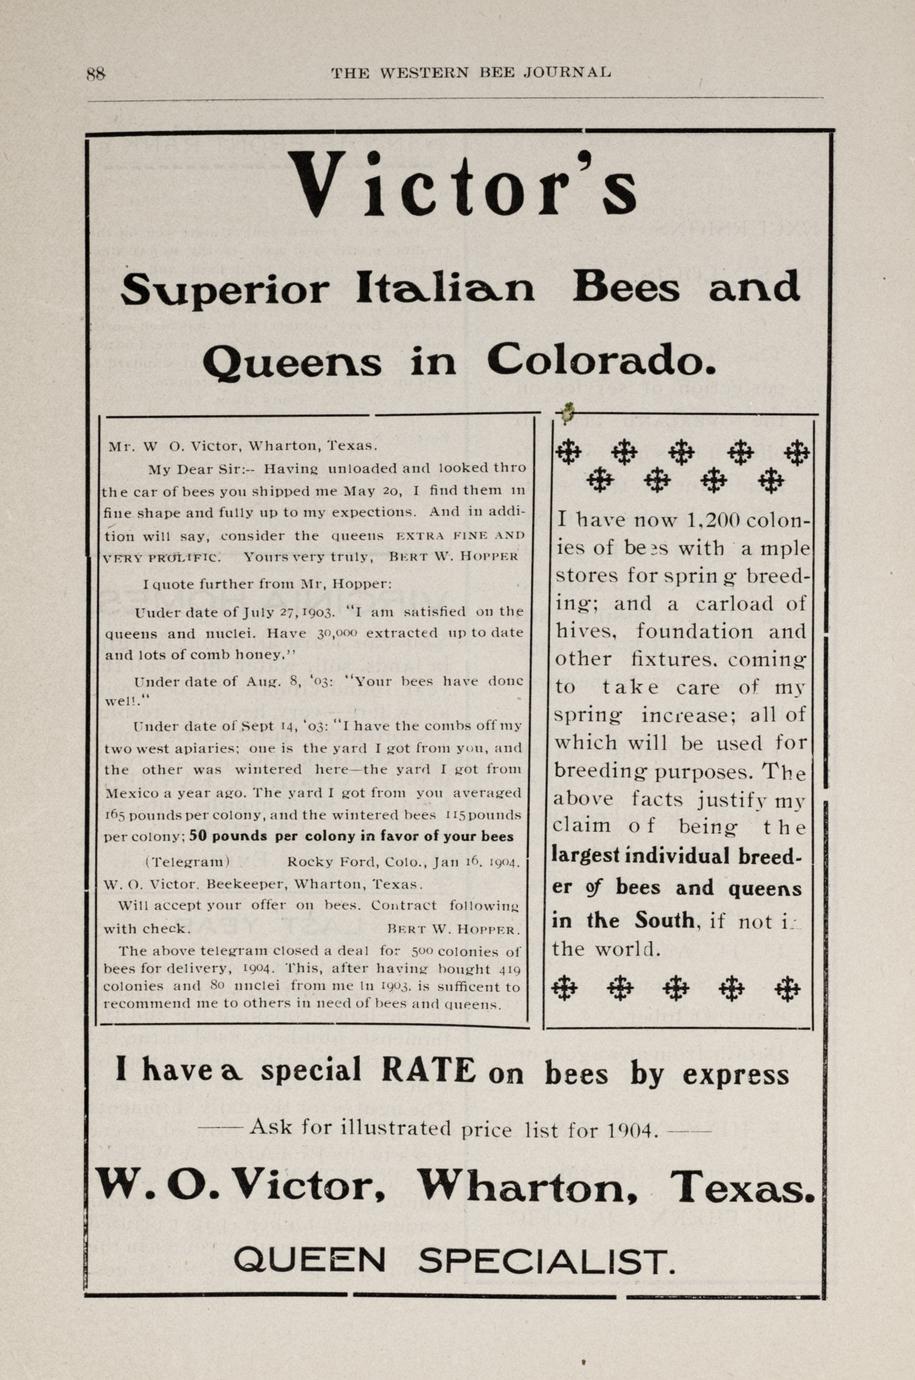 88
THE WESTERN BEE JOURNAL
Victor's
Superior Italian Bees and
Queens in Colorado.
Mr. W O. Victor, Wharton, Texas.
My Dear Sir:-- Having unloaded and looked thro
the car of bees you shipped me May 20, I find them in
fine shape and fully up to my expections. And in addi-
tion will say, consider the queens EXTRA FINE AND
VERY PROLIFIC. Yours very truly, BERT W. HOPPER
I quote further from Mr, Hopper:
Under date of July 27, 1903. "I am satisfied on the
queens and nuclei. Have 30,000 extracted up to date
and lots of comb honey."
Under date of Aug. 8, '03: "Your bees have done
well."
Under date of Sept 14, '03: "I have the combs off my
two west apiaries; one is the yard I got from you, and
the other was wintered here—the yard I got from
Mexico a year ago. The yard I got from you averaged
165 pounds per colony, and the wintered bees 115 pounds
per colony; 50 pounds per colony in favor of your bees
(Telegram) Rocky Ford, Colo., Jan 16. 1904.
W. O. Victor. Beekeeper, Wharton, Texas.
Will accept your offer on bees. Contract following
with check. BERT W. HOPPER.
The above telegram closed a deal for 500 colonies of
bees for delivery, 1904. This, after having bought 419
colonies and 80 nuclei from me in 1903. is sufficent to
recommend me to others in need of bees and queens.
I have now 1,200 colon-
ies of bees with a mple
stores for sprin g breed-
ing; and a carload of
hives, foundation and
other fixtures. coming
to take care of my
spring increase; all of
which will be used for
breeding purposes. The
above facts justify my
claim of being the
largest individual breed-
er of bees and queens
in the South, if not i
the world.
I have a special RATE on bees by express
—Ask for illustrated price list for 1904.—
W. O. Victor, Wharton, Texas.
QUEEN SPECIALIST.